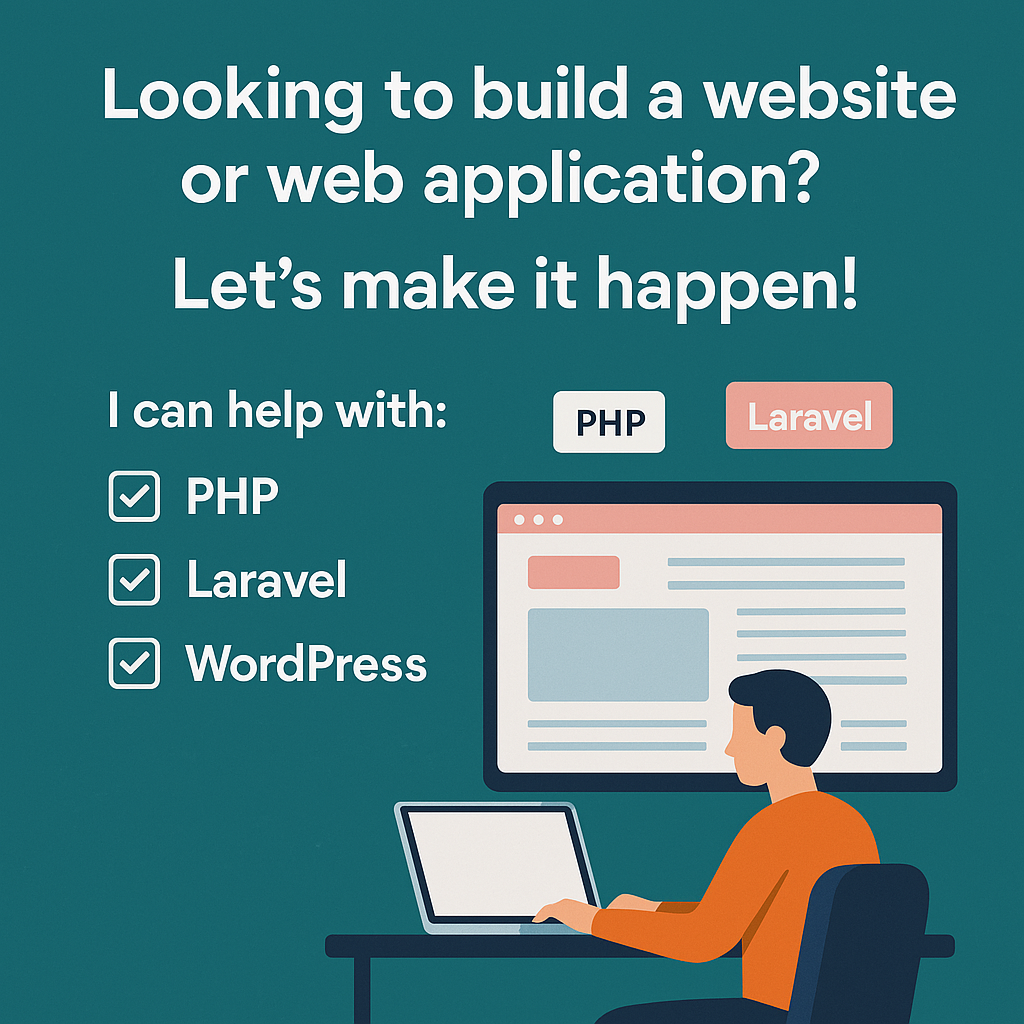 Looking to build a website
or web application?
Let’s make it happen!
I can help with:
PHP
Laravel
WordPress
PHP
Laravel